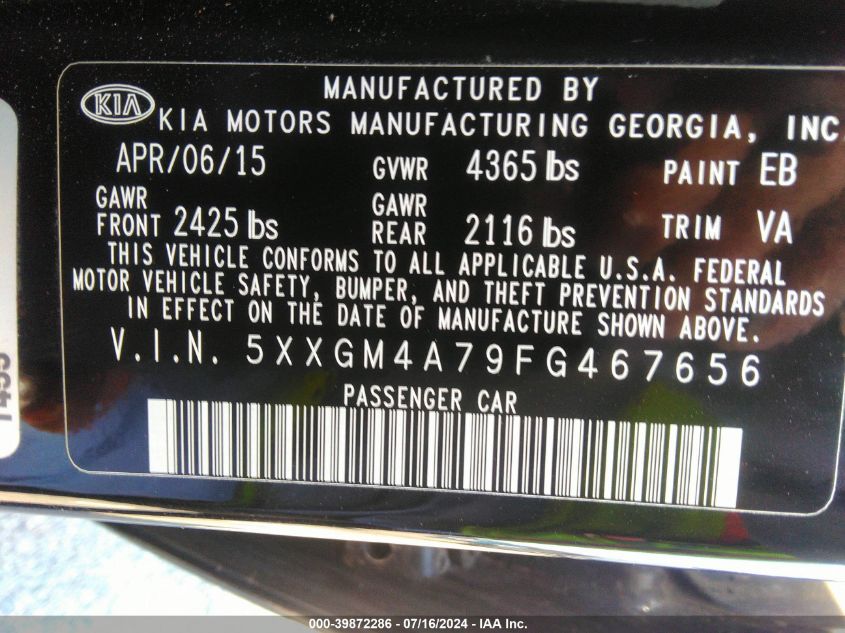 MANUFACTURED BY
KIA KIA MOTORS MANUFACTURING GEORGIA, INC.
APR/06/15 GVWR 4365 lbs PAINT EB
GAWR FRONT 2425 lbs GAWR REAR 2116 lbs TRIM VA
THIS VEHICLE CONFORMS TO ALL APPLICABLE U.S.A. FEDERAL
MOTOR VEHICLE SAFETY, BUMPER, AND THEFT PREVENTION STANDARDS
IN EFFECT ON THE DATE OF MANUFACTURE SHOWN ABOVE.
V.I.N. 5XXGM4A79FG467656
PASSENGER CAR
000-39872286 - 07/16/2024 - IAA Inc.